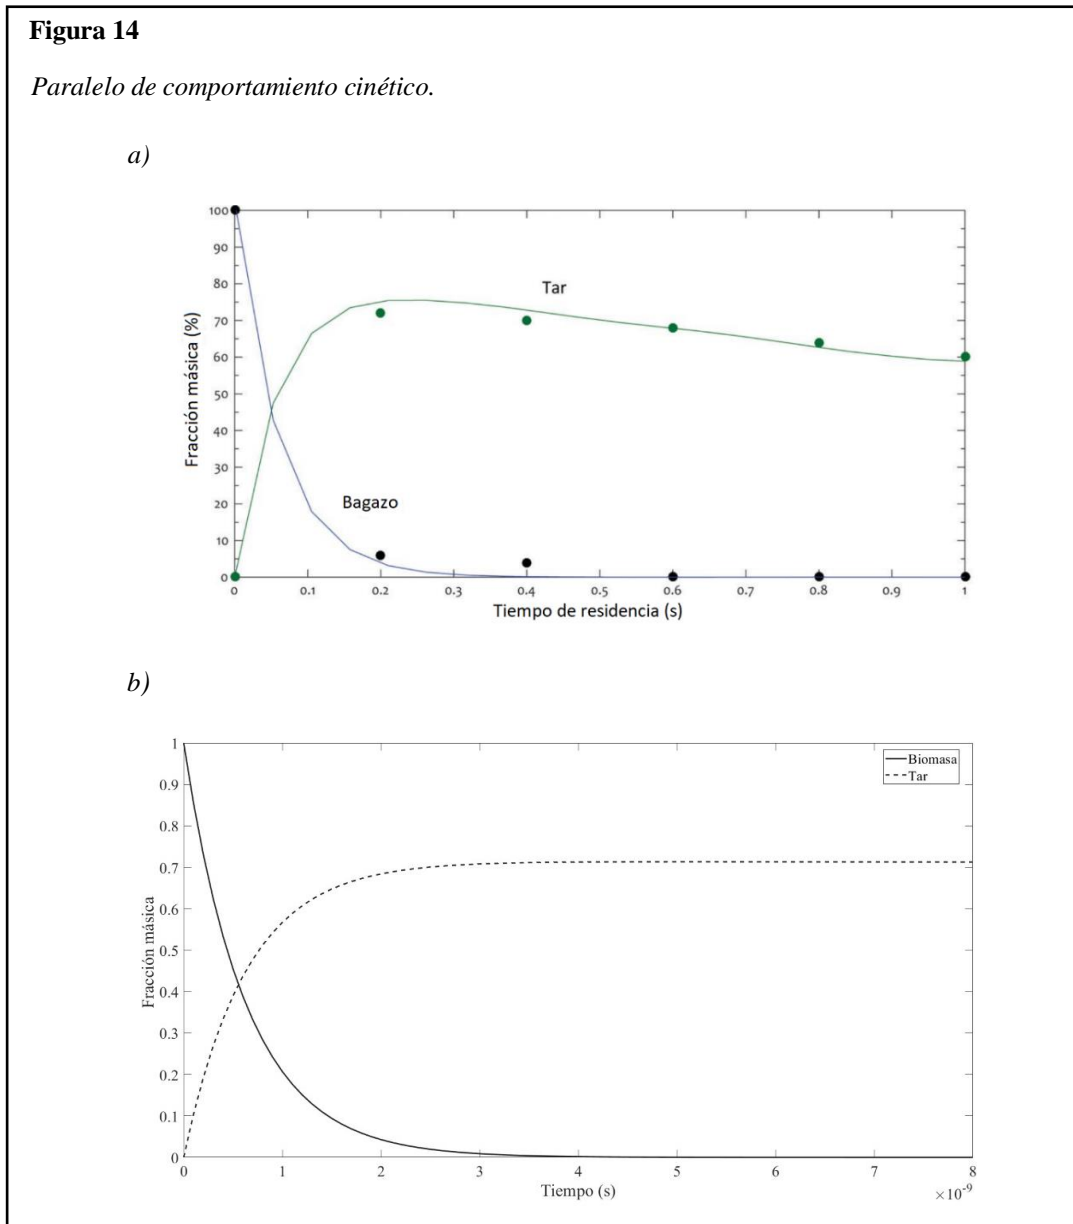 Figura 14
Paralelo de comportamiento cinético.
a)
100
90
80
70
60
50
40
30
20
10
0
Fracción másica (%)
Tar
Bagazo
0 0.1 0.2 0.3 0.4 0.5 0.6 0.7 0.8 0.9 1
Tiempo de residencia (s)
b)
1
0.9
0.8
0.7
0.6
0.5
0.4
0.3
0.2
0.1
0
Fracción másica
Biomasa
Tar
0 1 2 3 4 5 6 7 8
Tiempo (s)
×10⁻⁹